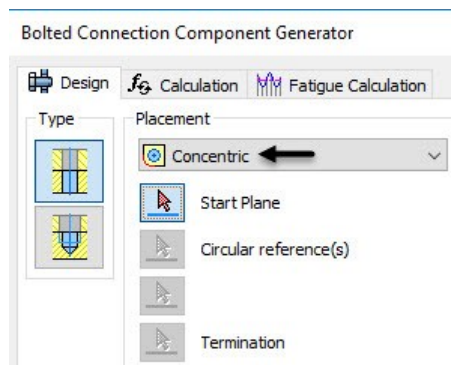 Bolted Connection Component Generator
Design Calculation Fatigue Calculation
Type Placement
Concentric
Start Plane
Circular reference(s)
Termination